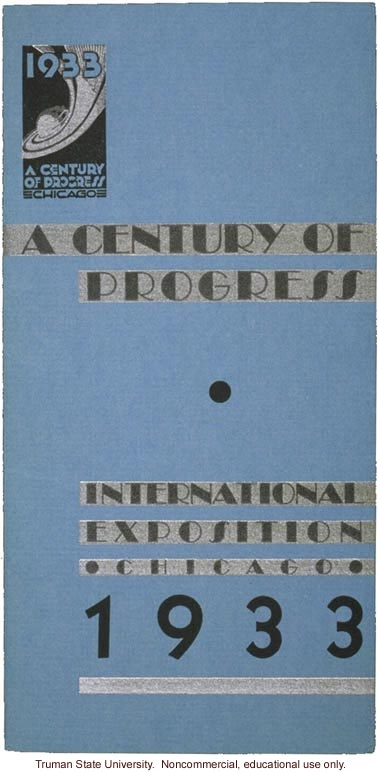 1933
A CENTURY
OF PROGRESS
CHICAGO
A CENTURY OF
PROGRESS
INTERNATIONAL
EXPOSITION
• CHICAGO •
1933
Truman State University. Noncommercial, educational use only.